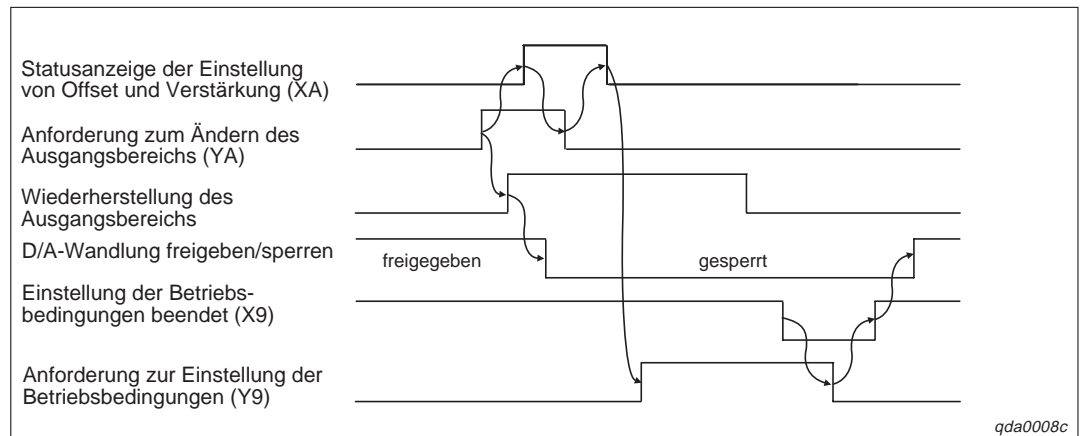 Statusanzeige der Einstellung
von Offset und Verstärkung (XA)
Anforderung zum Ändern des
Ausgangsbereichs (YA)
Wiederherstellung des
Ausgangsbereichs
D/A-Wandlung freigeben/sperren
freigegeben
gesperrt
Einstellung der Betriebs-
bedingungen beendet (X9)
Anforderung zur Einstellung der
Betriebsbedingungen (Y9)
qda0008c